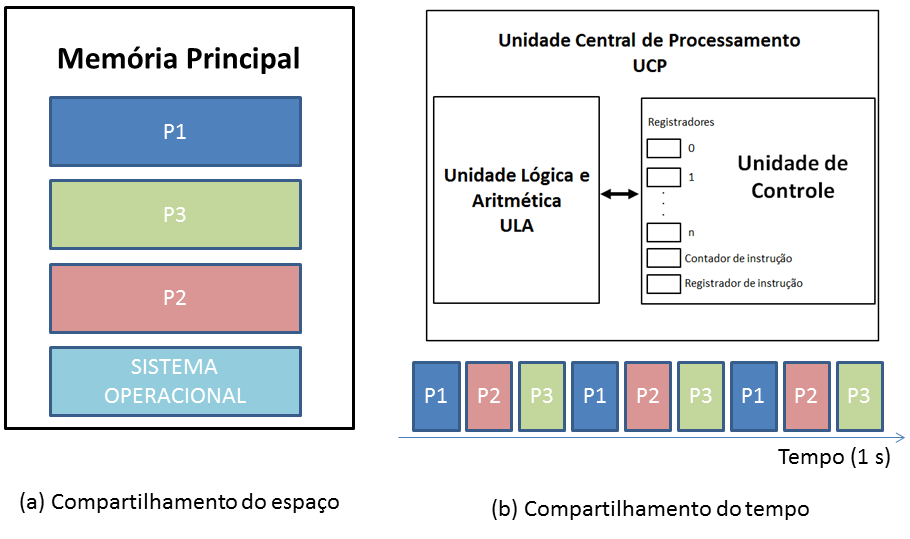 Memória Principal
P1
P3
P2
SISTEMA
OPERACIONAL
(a) Compartilhamento do espaço
Unidade Central de Processamento
UCP
Unidade Lógica e
Aritmética
ULA
Registradores
0
1
.
.
.
n
Contador de instrução
Registrador de instrução
Unidade de
Controle
P1 P2 P3 P1 P2 P3 P1 P2 P3
Tempo (1 s)
(b) Compartilhamento do tempo